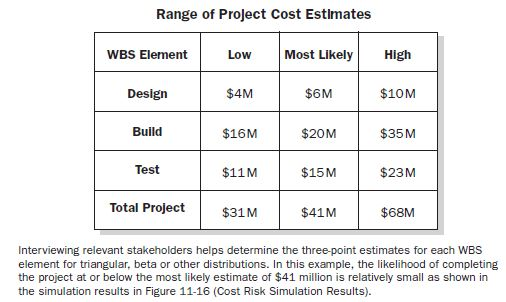 Range of Project Cost Estimates
WBS Element Low Most Likely High
Design $4M $6M $10M
Build $16M $20M $35M
Test $11M $15M $23M
Total Project $31M $41M $68M
Interviewing relevant stakeholders helps determine the three-point estimates for each WBS
element for triangular, beta or other distributions. In this example, the likelihood of completing
the project at or below the most likely estimate of $41 million is relatively small as shown in
the simulation results in Figure 11-16 (Cost Risk Simulation Results).